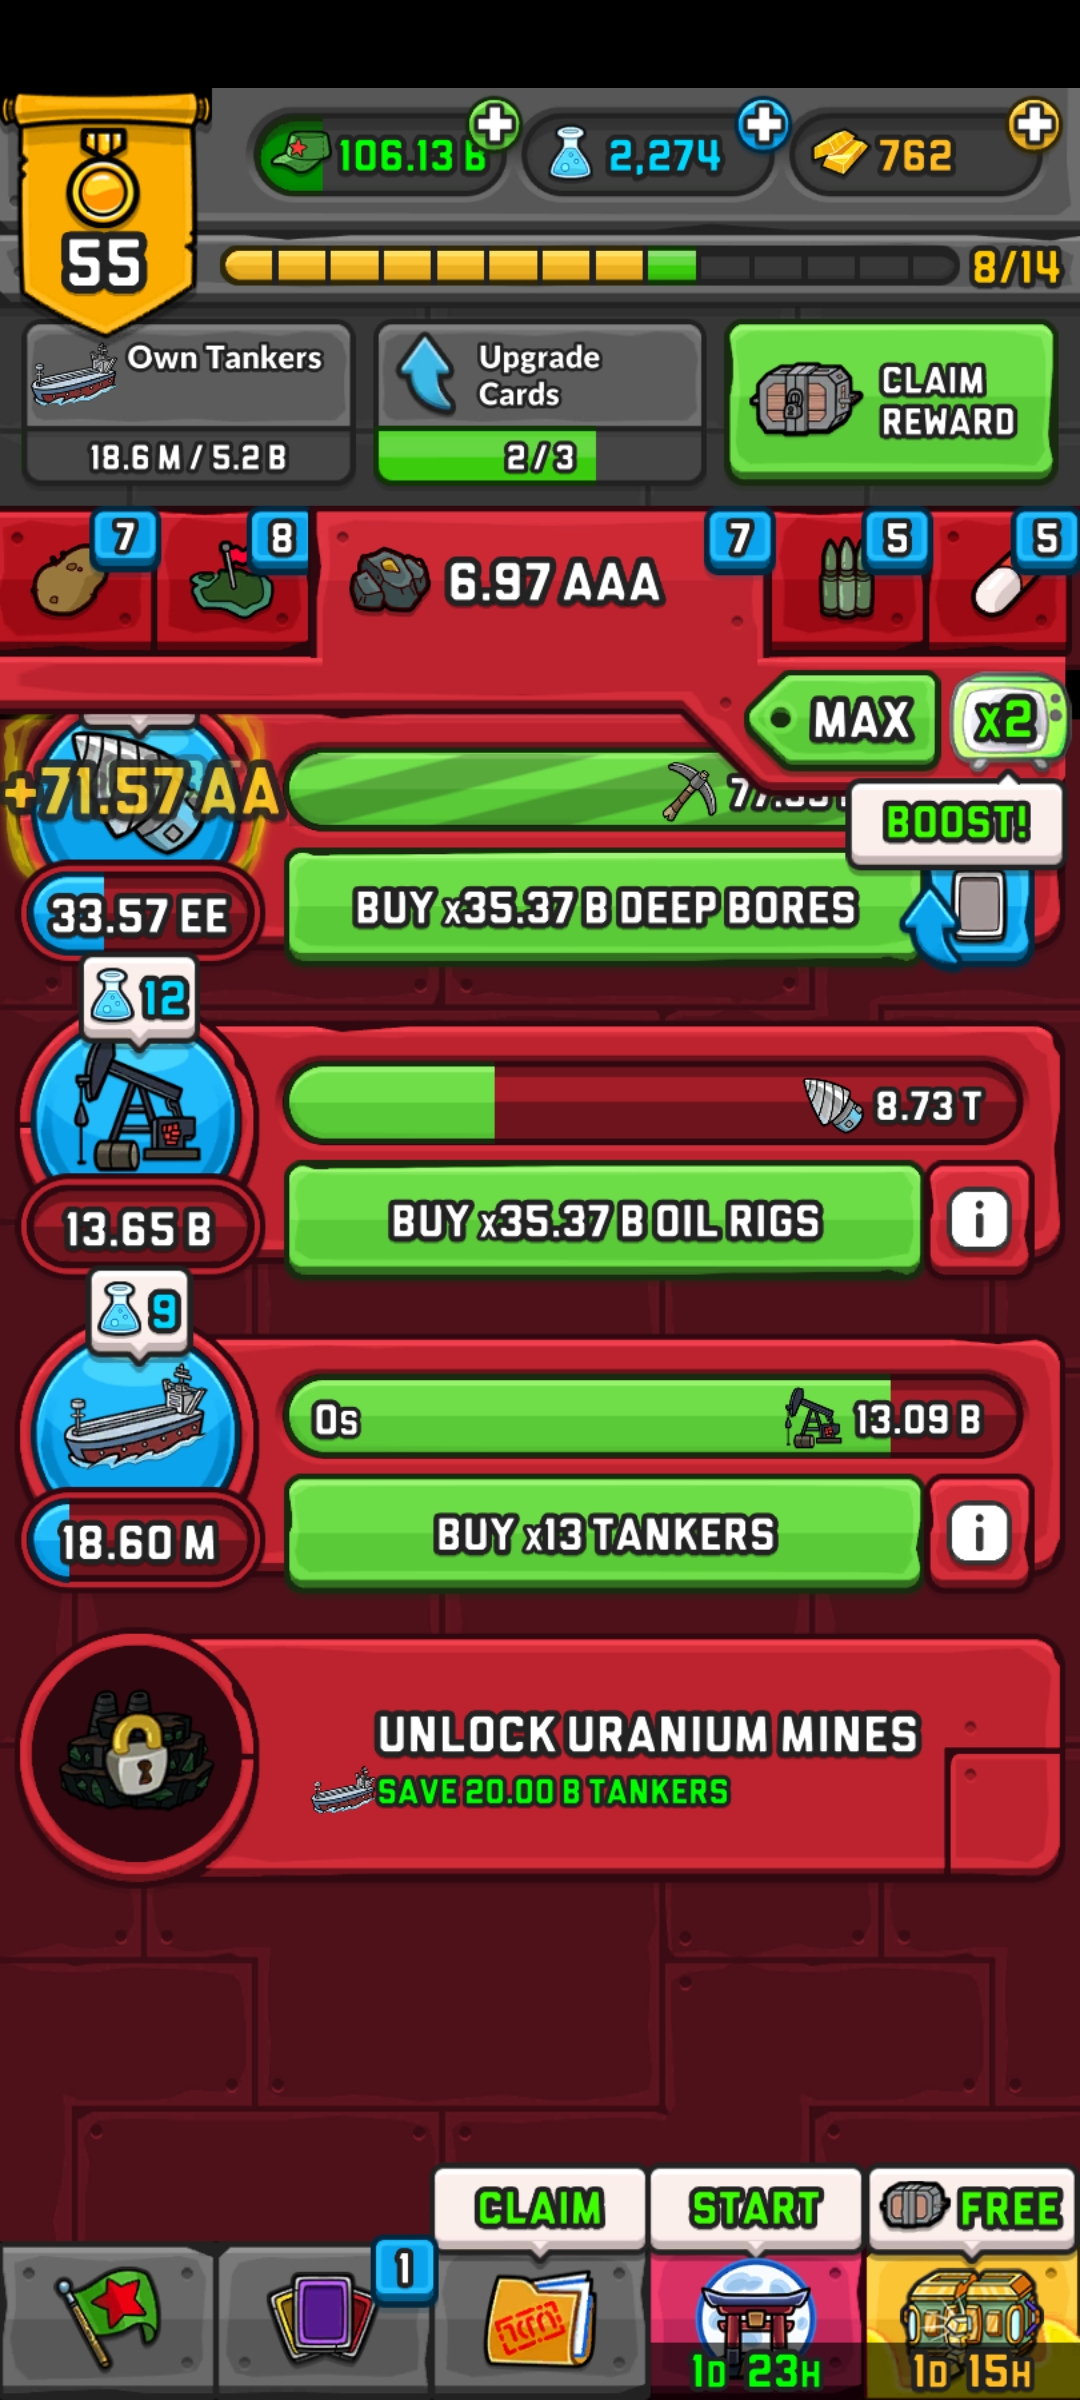 55
106.13 B
2,274
762
8/14
Own Tankers
18.6 M / 5.2 B
Upgrade
Cards
2 / 3
CLAIM
REWARD
7
8
6.97 AAA
7
5
5
MAX
x2
BOOST!
+71.57 AA
33.57 EE
BUY x35.37 B DEEP BORES
12
8.73 T
13.65 B
BUY x35.37 B OIL RIGS
i
9
0s
13.09 B
18.60 M
BUY x13 TANKERS
i
UNLOCK URANIUM MINES
SAVE 20.00 B TANKERS
CLAIM
START
FREE
1
1D 23H
1D 15H